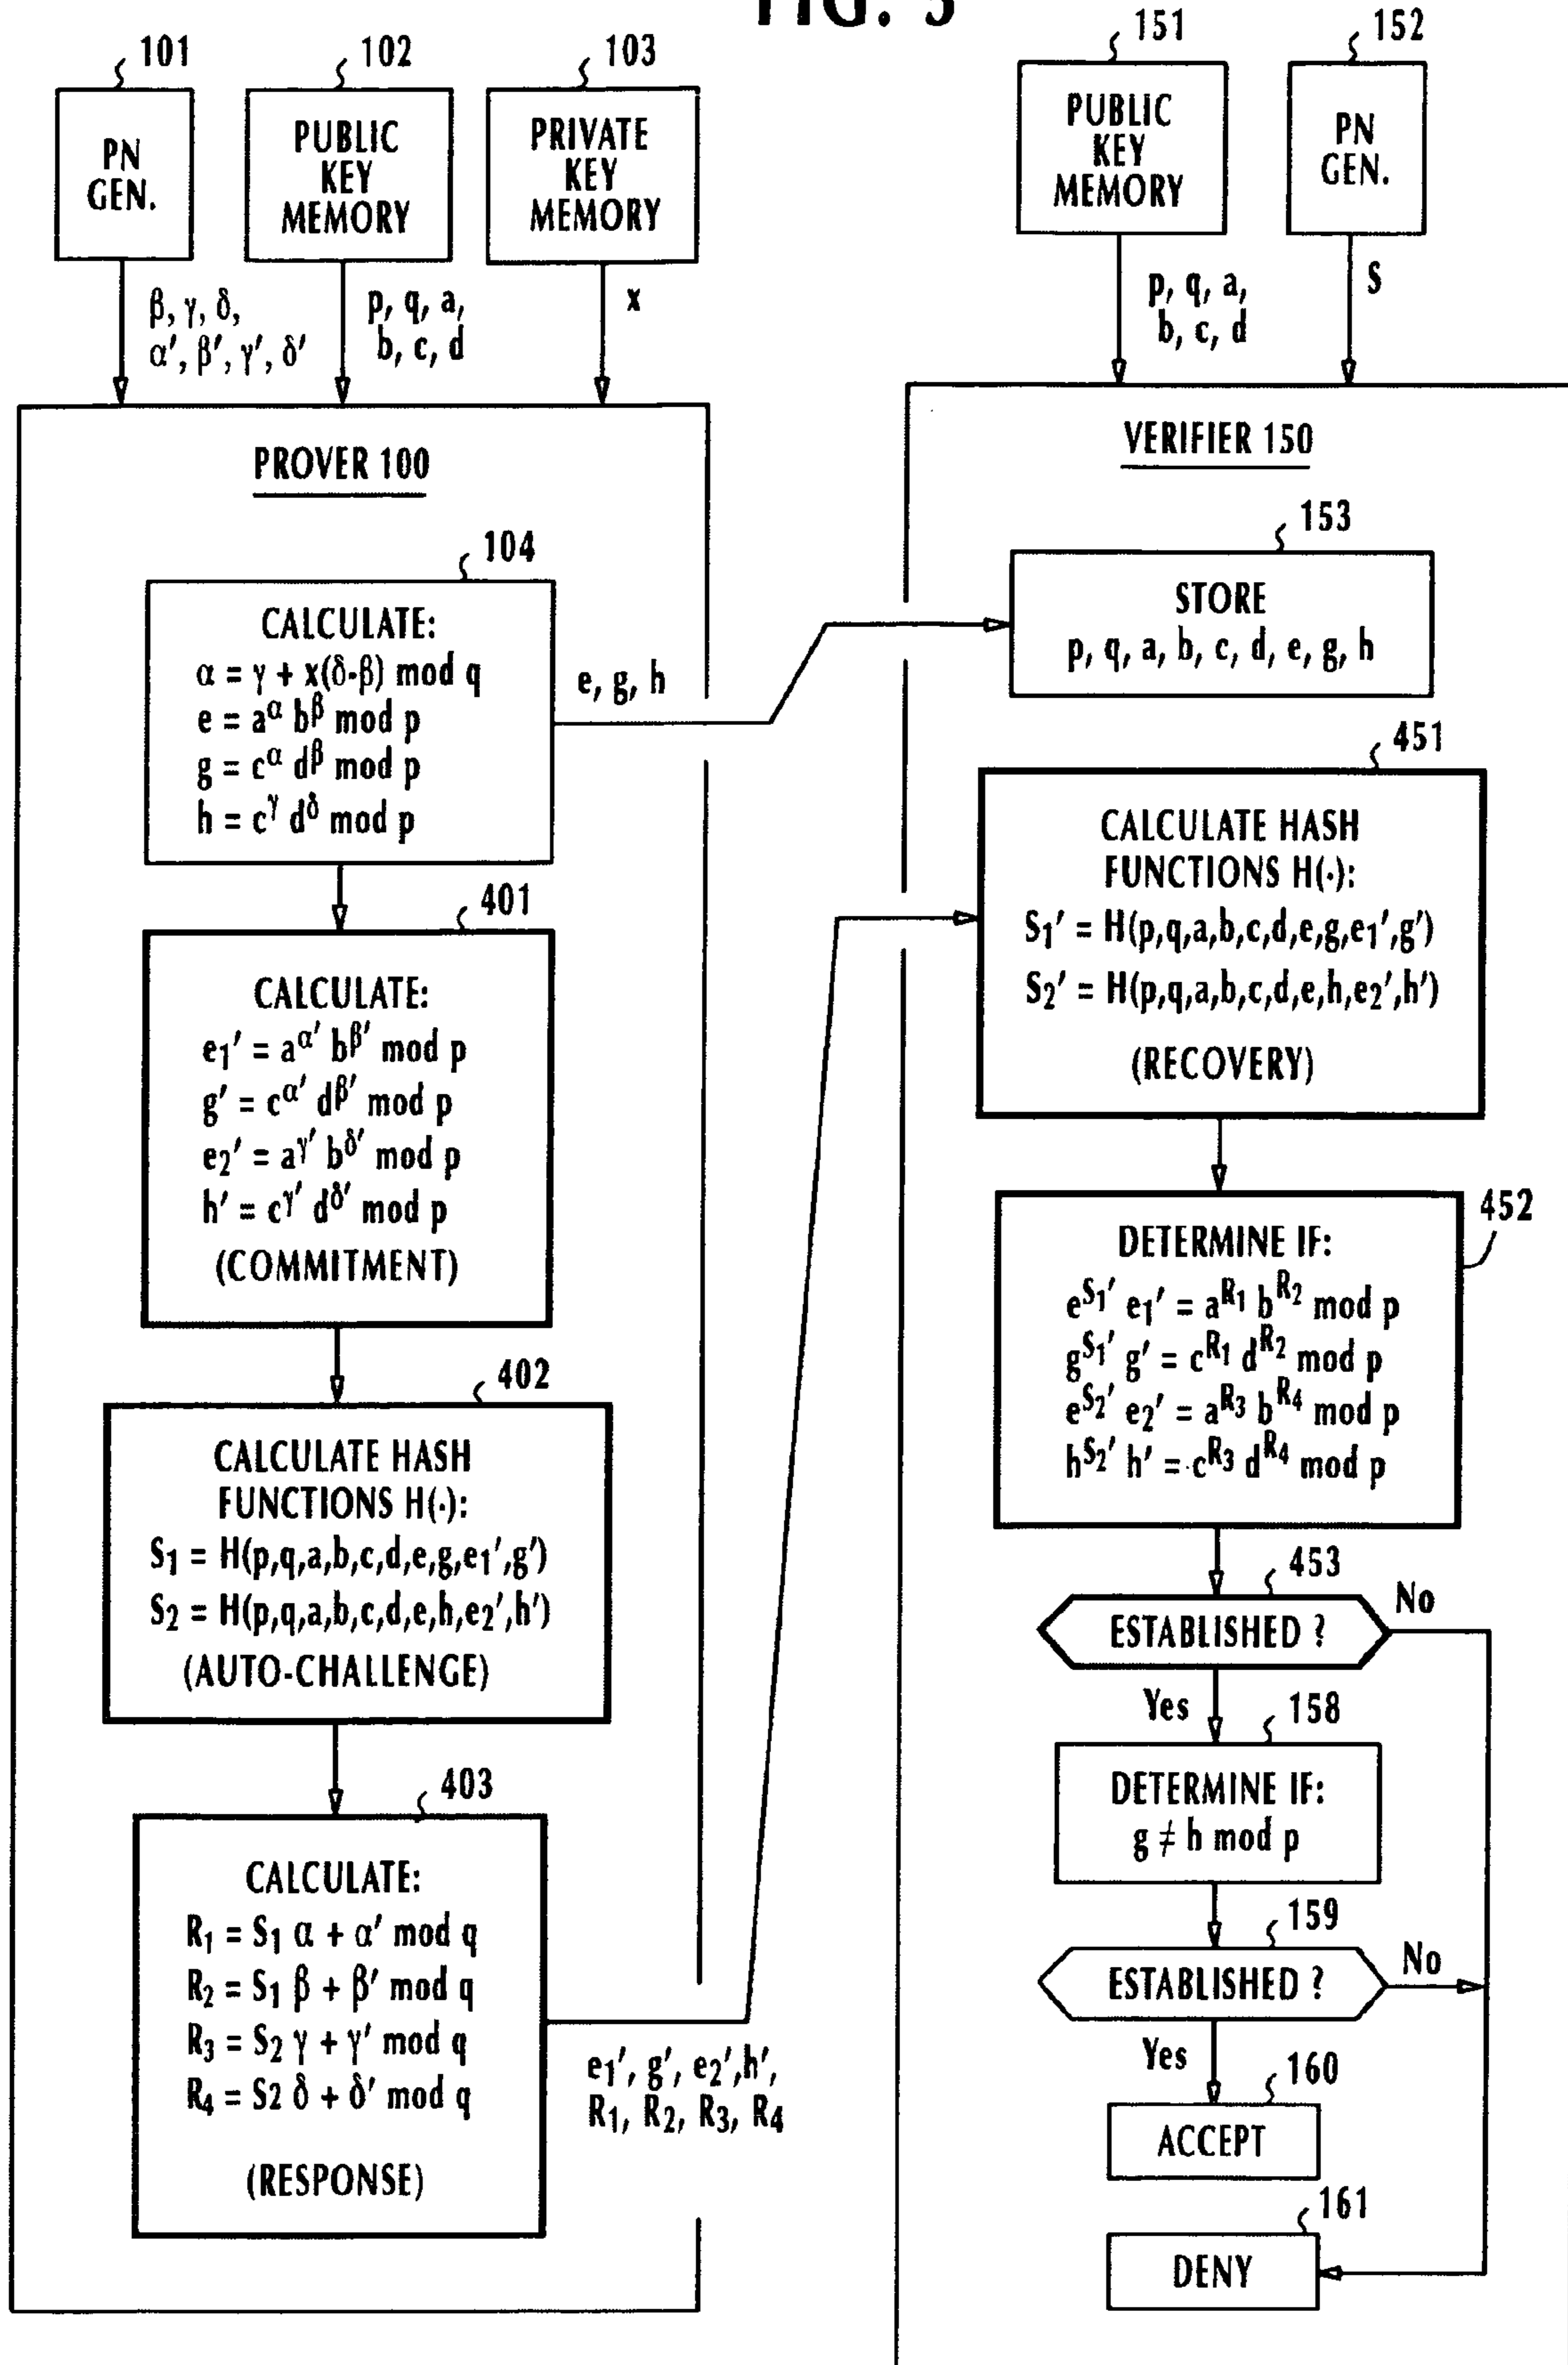 FIG. 5
101
PN
GEN.
102
PUBLIC
KEY
MEMORY
103
PRIVATE
KEY
MEMORY
β, γ, δ,
α′, β′, γ′, δ′
p, q, a,
b, c, d
x
PROVER 100
104
CALCULATE:
α = γ + x(δ-β) mod q
e = a^α b^β mod p
g = c^α d^β mod p
h = c^γ d^δ mod p
e, g, h
401
CALCULATE:
e₁′ = a^α′ b^β′ mod p
g′ = c^α′ d^β′ mod p
e₂′ = a^γ′ b^δ′ mod p
h′ = c^γ′ d^δ′ mod p
(COMMITMENT)
402
CALCULATE HASH
FUNCTIONS H(·):
S₁ = H(p,q,a,b,c,d,e,g,e₁′,g′)
S₂ = H(p,q,a,b,c,d,e,h,e₂′,h′)
(AUTO-CHALLENGE)
403
CALCULATE:
R₁ = S₁ α + α′ mod q
R₂ = S₁ β + β′ mod q
R₃ = S₂ γ + γ′ mod q
R₄ = S2 δ + δ′ mod q
(RESPONSE)
e₁′, g′, e₂′,h′,
R₁, R₂, R₃, R₄
151
PUBLIC
KEY
MEMORY
152
PN
GEN.
p, q, a,
b, c, d
S
VERIFIER 150
153
STORE
p, q, a, b, c, d, e, g, h
451
CALCULATE HASH
FUNCTIONS H(·):
S₁′ = H(p,q,a,b,c,d,e,g,e₁′,g′)
S₂′ = H(p,q,a,b,c,d,e,h,e₂′,h′)
(RECOVERY)
452
DETERMINE IF:
e^S₁′ e₁′ = a^R₁ b^R₂ mod p
g^S₁′ g′ = c^R₁ d^R₂ mod p
e^S₂′ e₂′ = a^R₃ b^R₄ mod p
h^S₂′ h′ = c^R₃ d^R₄ mod p
453
ESTABLISHED ?
No
Yes
158
DETERMINE IF:
g ≠ h mod p
159
ESTABLISHED ?
No
Yes
160
ACCEPT
161
DENY